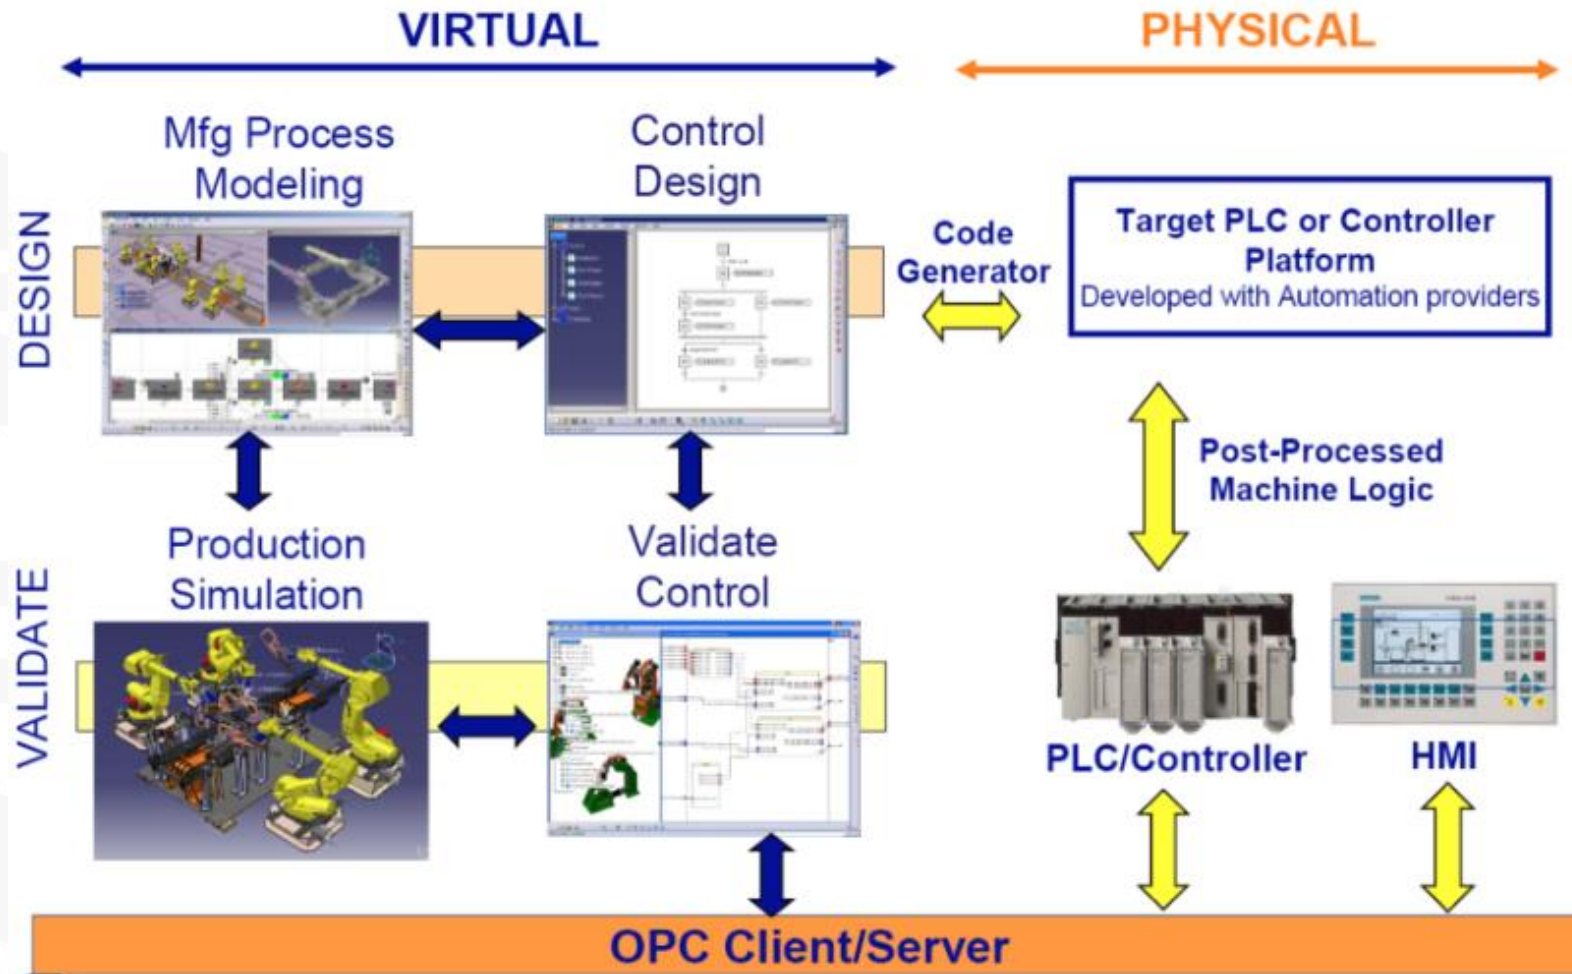 VIRTUAL
PHYSICAL
Mfg Process
Modeling
Control
Design
DESIGN
Code
Generator
Target PLC or Controller
Platform
Developed with Automation providers
Post-Processed
Machine Logic
Production
Simulation
Validate
Control
VALIDATE
PLC/Controller
HMI
OPC Client/Server